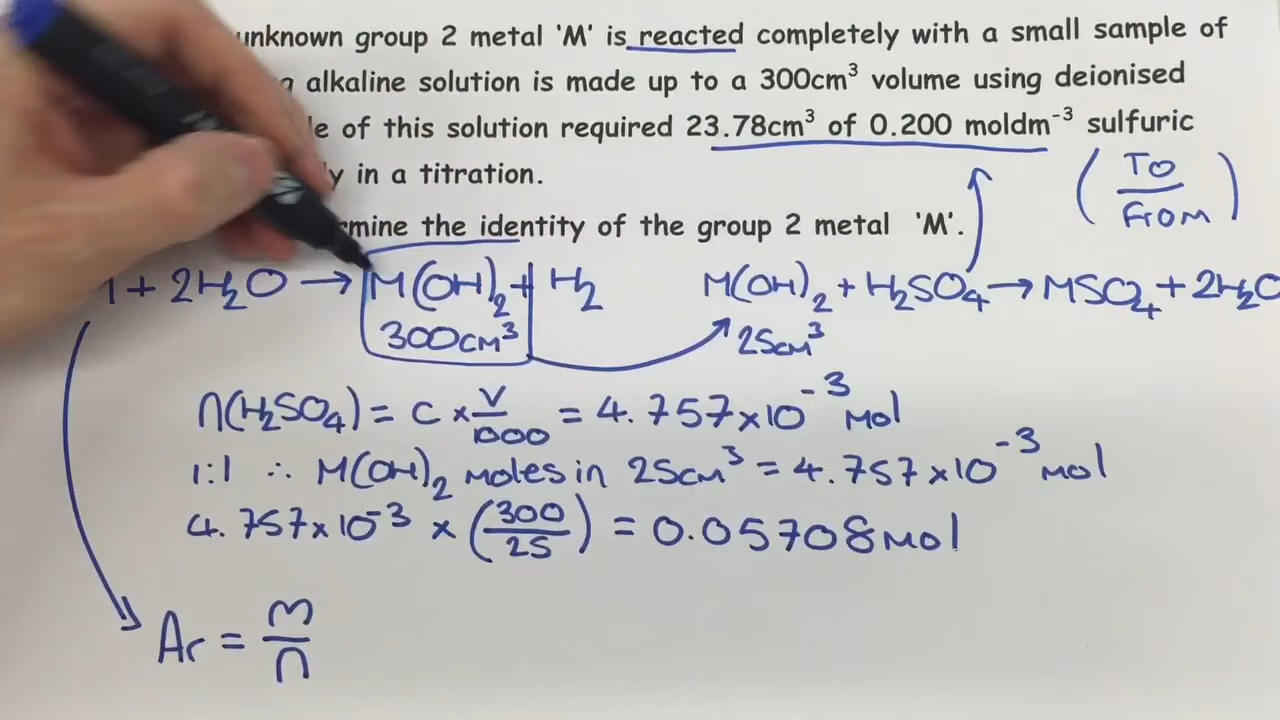 unknown group 2 metal 'M' is reacted completely with a small sample of
alkaline solution is made up to a 300cm³ volume using deionised
of this solution required 23.78cm³ of 0.200 moldm⁻³ sulfuric
in a titration.
the identity of the group 2 metal 'M'.
(TO/From)
+ 2H₂O → M(OH)₂ + H₂
M(OH)₂ + H₂SO₄ → MSO₄ + 2H₂O
300cm³
25cm³
n(H₂SO₄) = C × V/1000 = 4.757×10⁻³ mol
1:1 ∴ M(OH)₂ moles in 25cm³ = 4.757×10⁻³ mol
4.757×10⁻³ × (300/25) = 0.05708 mol
Ar = m/n